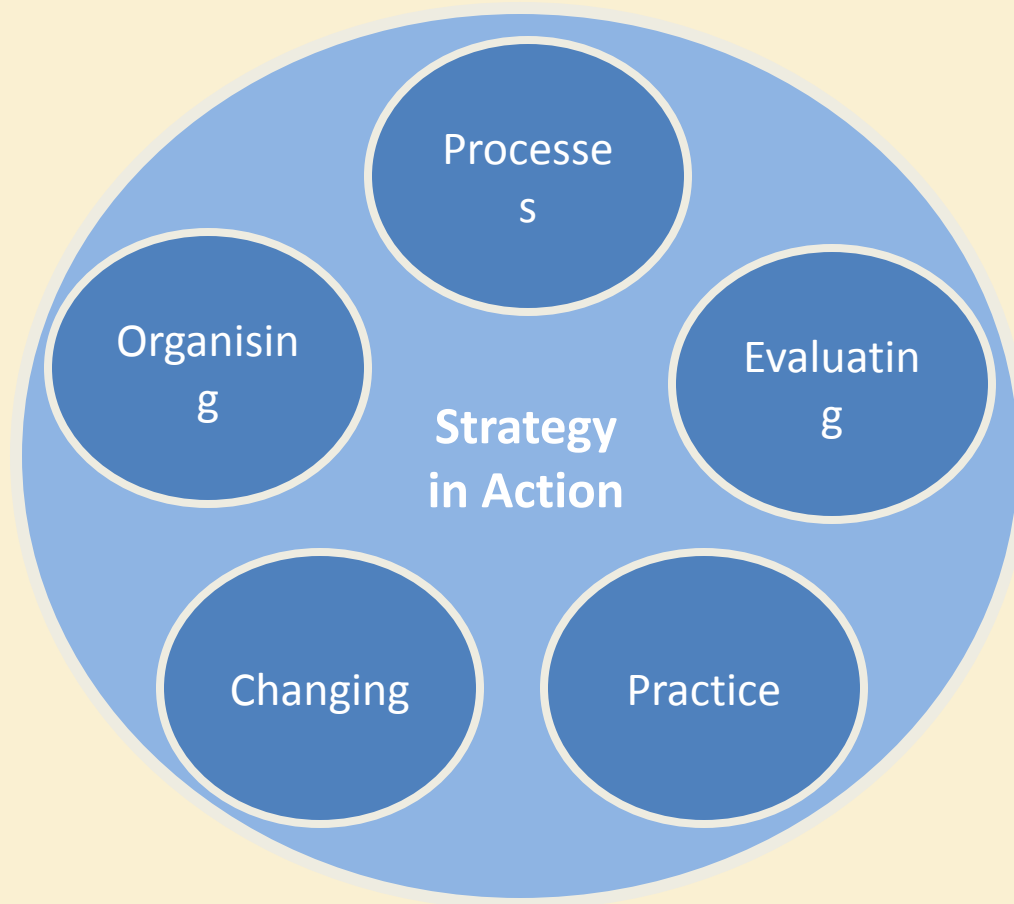 Processe
s
Organisin
g
Evaluatin
g
Strategy
in Action
Changing
Practice